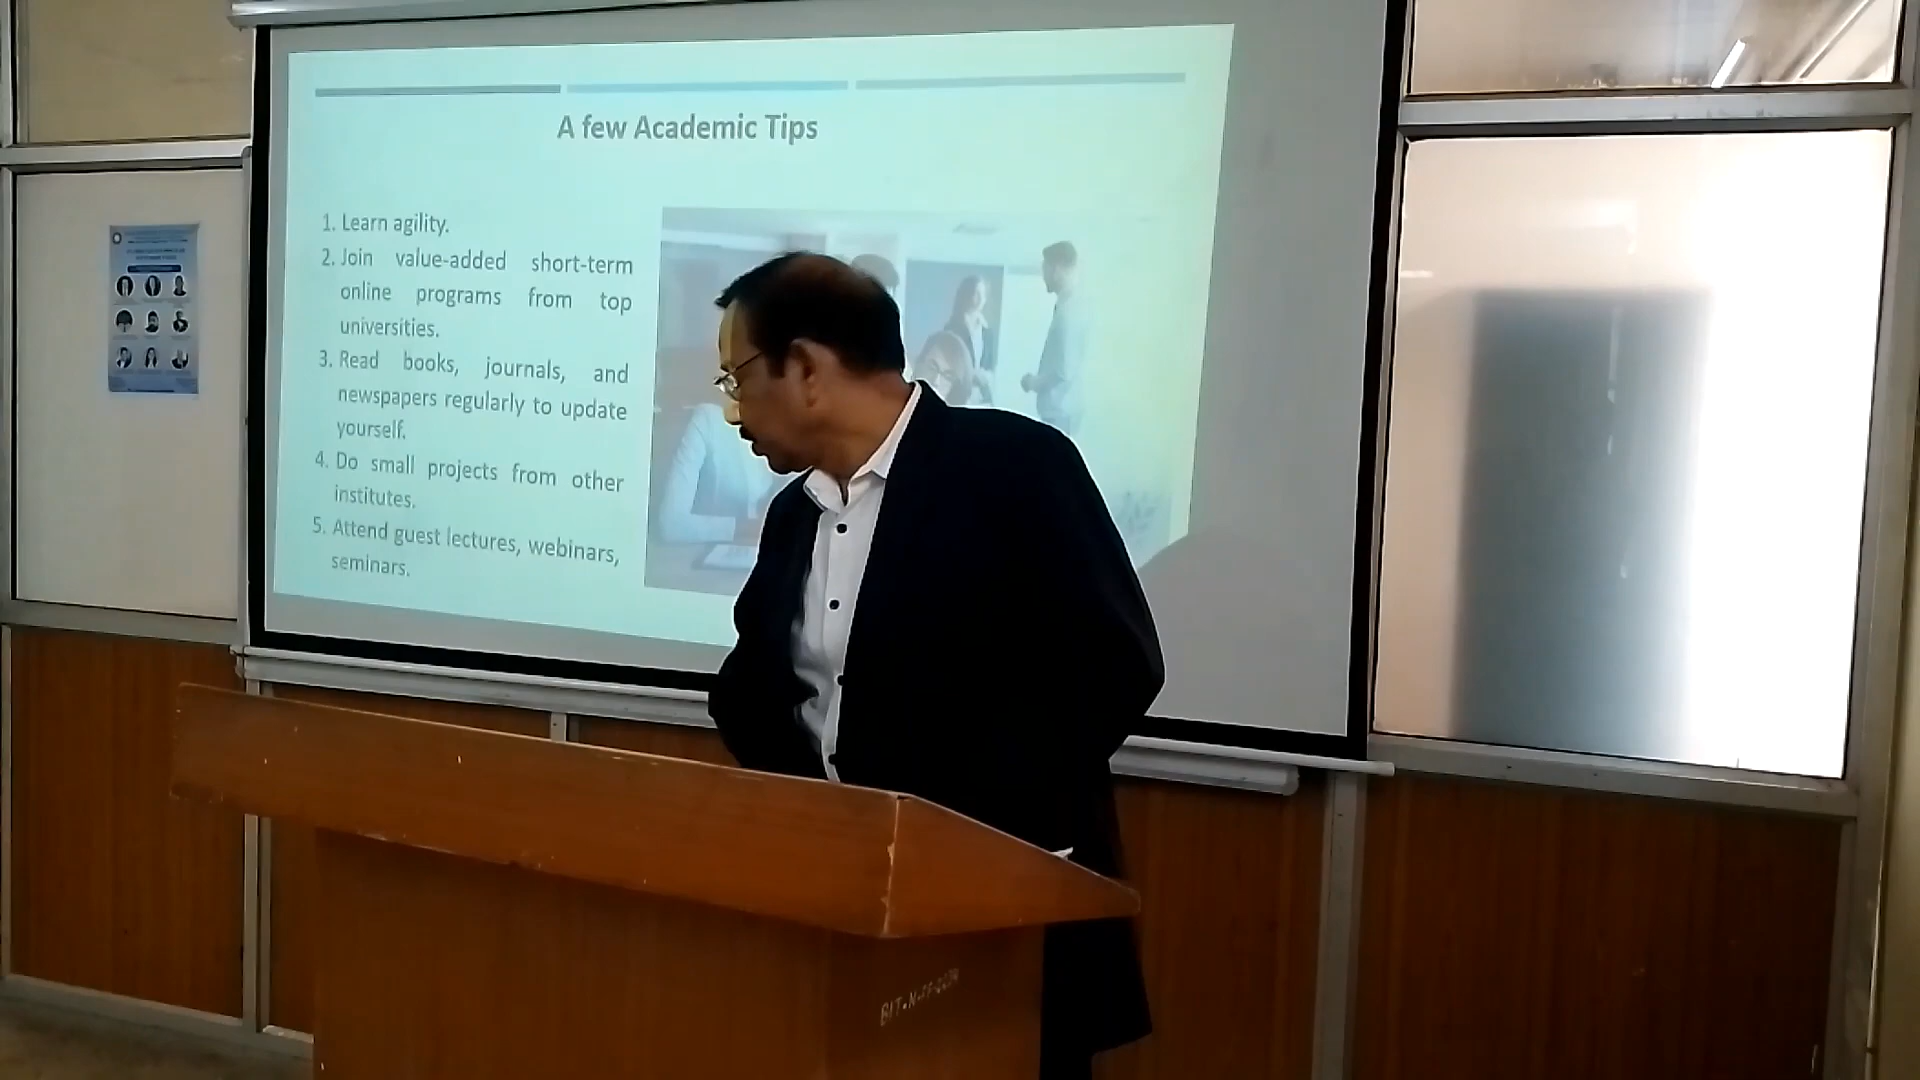 A few Academic Tips
1. Learn agility.
2. Join value-added short-term
online programs from top
universities.
3. Read books, journals, and
newspapers regularly to update
yourself.
4. Do small projects from other
institutes.
5. Attend guest lectures, webinars,
seminars.